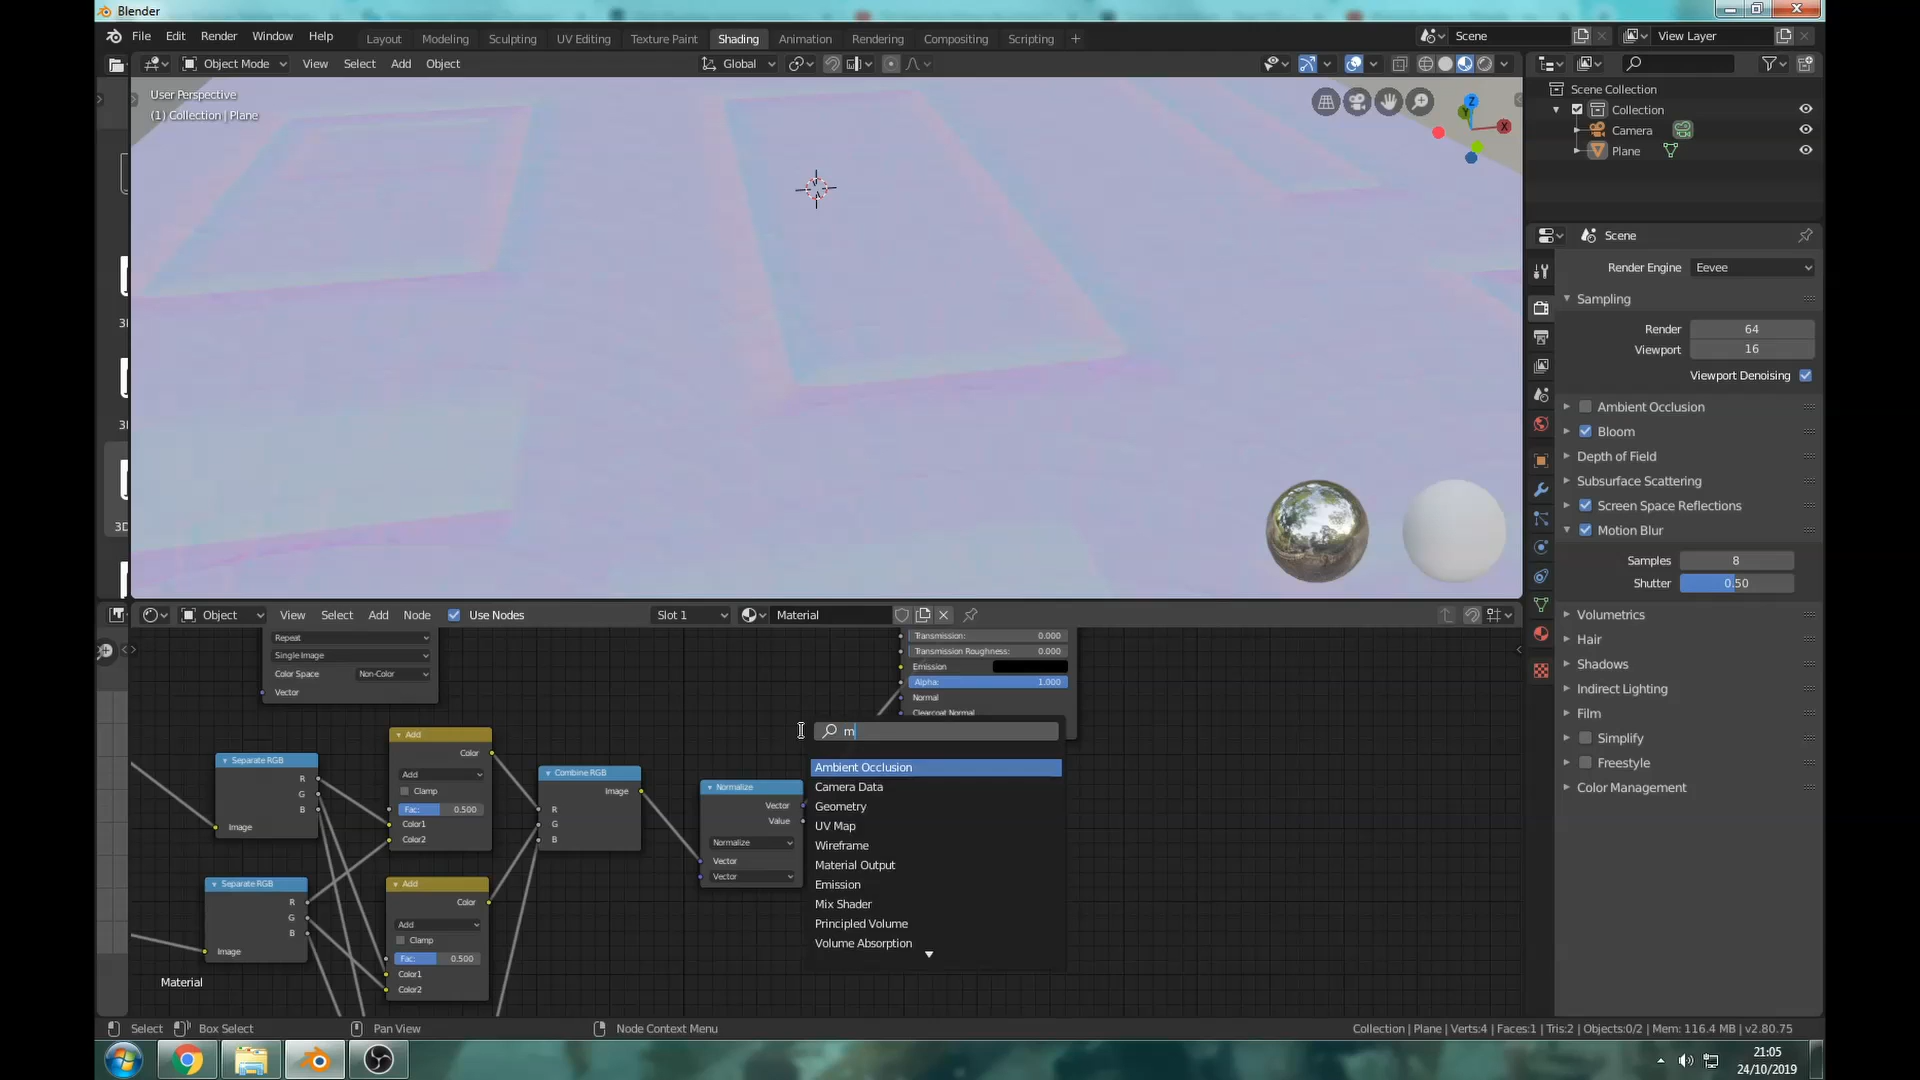 Blender
File Edit Render Window Help Layout Modeling Sculpting UV Editing Texture Paint Shading Animation Rendering Compositing Scripting + Scene View Layer
Object Mode View Select Add Object Global
User Perspective
(1) Collection | Plane
Z
Y
X
Scene Collection
Collection
Camera
Plane
Scene
Render Engine Eevee
Sampling
Render 64
Viewport 16
Viewport Denoising
Ambient Occlusion
Bloom
Depth of Field
Subsurface Scattering
Screen Space Reflections
Motion Blur
Samples 8
Shutter 0.50
Volumetrics
Hair
Shadows
Indirect Lighting
Film
Simplify
Freestyle
Color Management
Object View Select Add Node Use Nodes Slot 1 Material
Repeat
Single Image
Color Space Non-Color
Vector
Transmission: 0.000
Transmission Roughness: 0.000
Emission
Alpha: 1.000
Normal
Clearcoat Normal
Separate RGB
R
G
B
Image
Add
Color
Add
Clamp
Fac: 0.500
Color1
Color2
Combine RGB
Image
R
G
B
Normalize
Vector
Value
Normalize
Vector
Vector
Separate RGB
R
G
B
Image
Add
Color
Add
Clamp
Fac: 0.500
Color1
Color2
m
Ambient Occlusion
Camera Data
Geometry
UV Map
Wireframe
Material Output
Emission
Mix Shader
Principled Volume
Volume Absorption
Material
Select Box Select Pan View Node Context Menu Collection | Plane | Verts:4 | Faces:1 | Tris:2 | Objects:0/2 | Mem: 116.4 MB | v2.80.75
21:05
24/10/2019